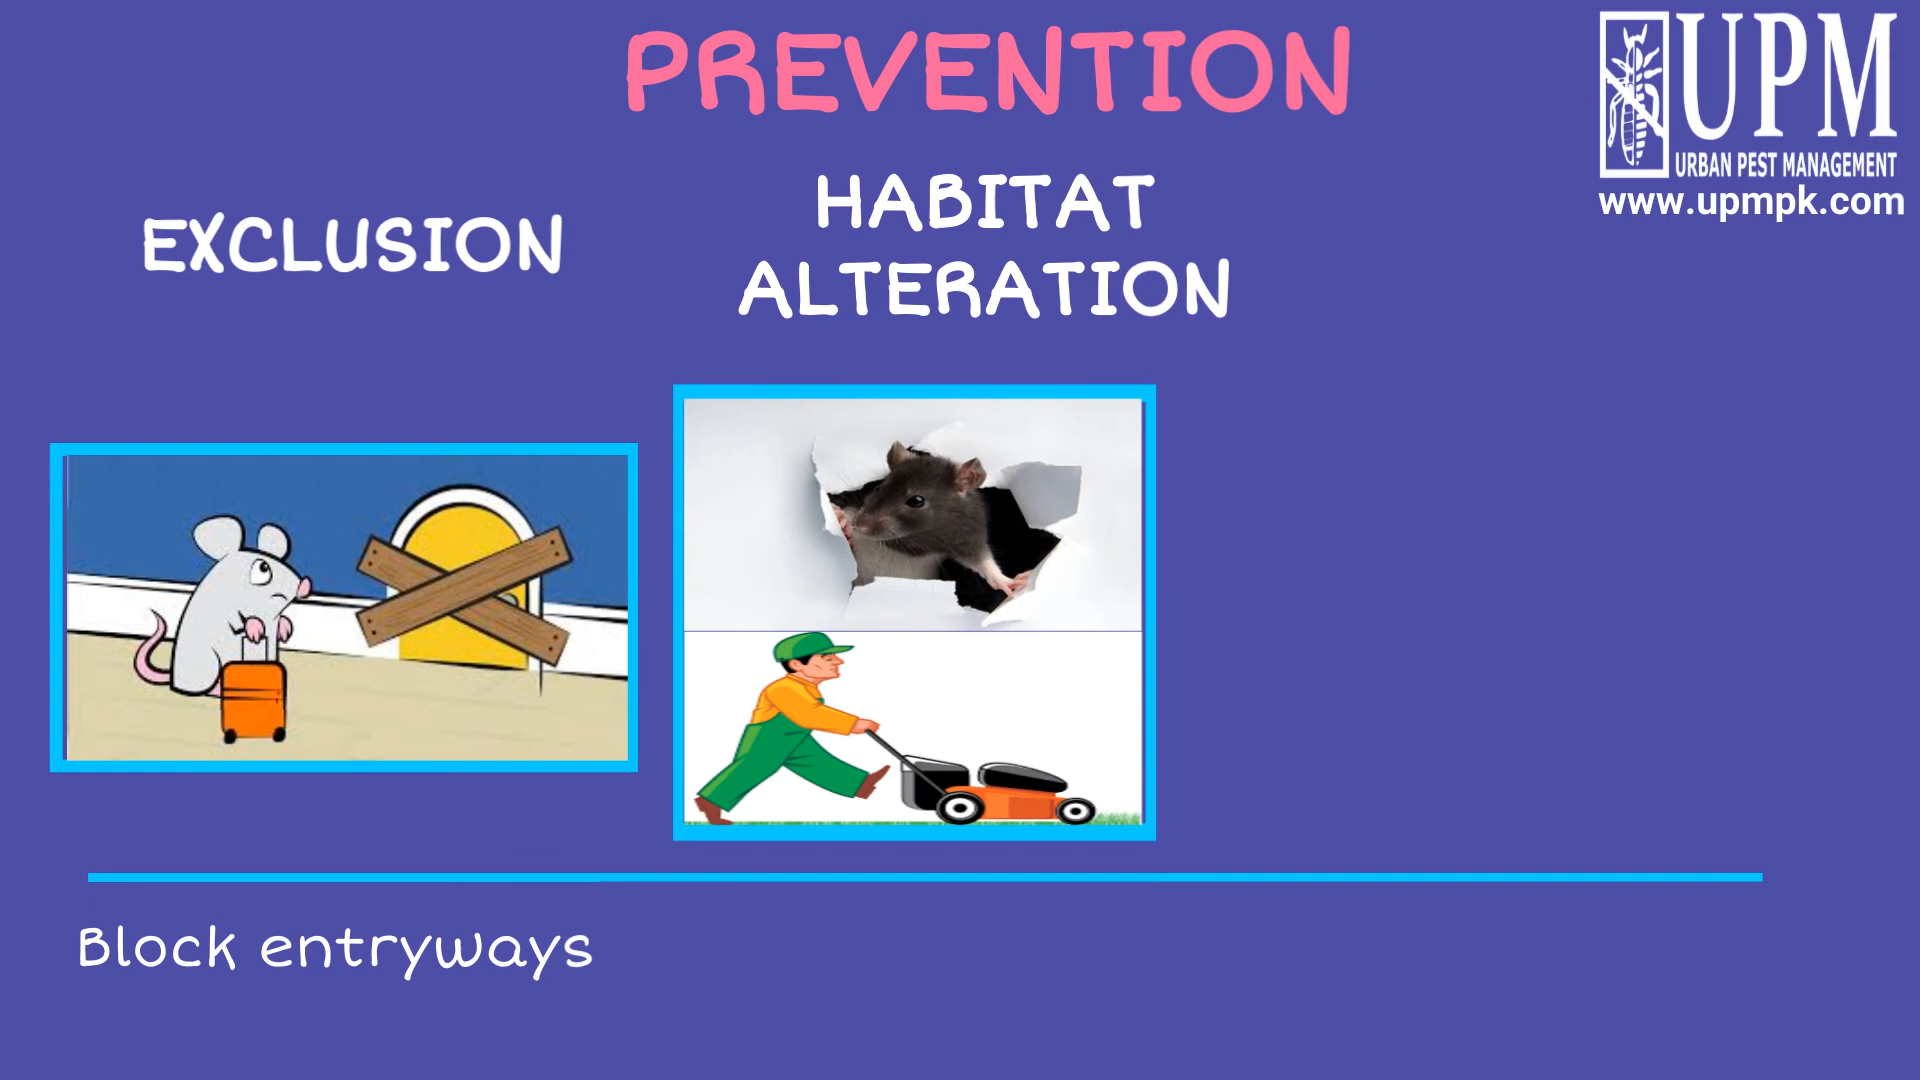 PREVENTION
UPM
URBAN PEST MANAGEMENT
www.upmpk.com
EXCLUSION
HABITAT
ALTERATION
Block entryways